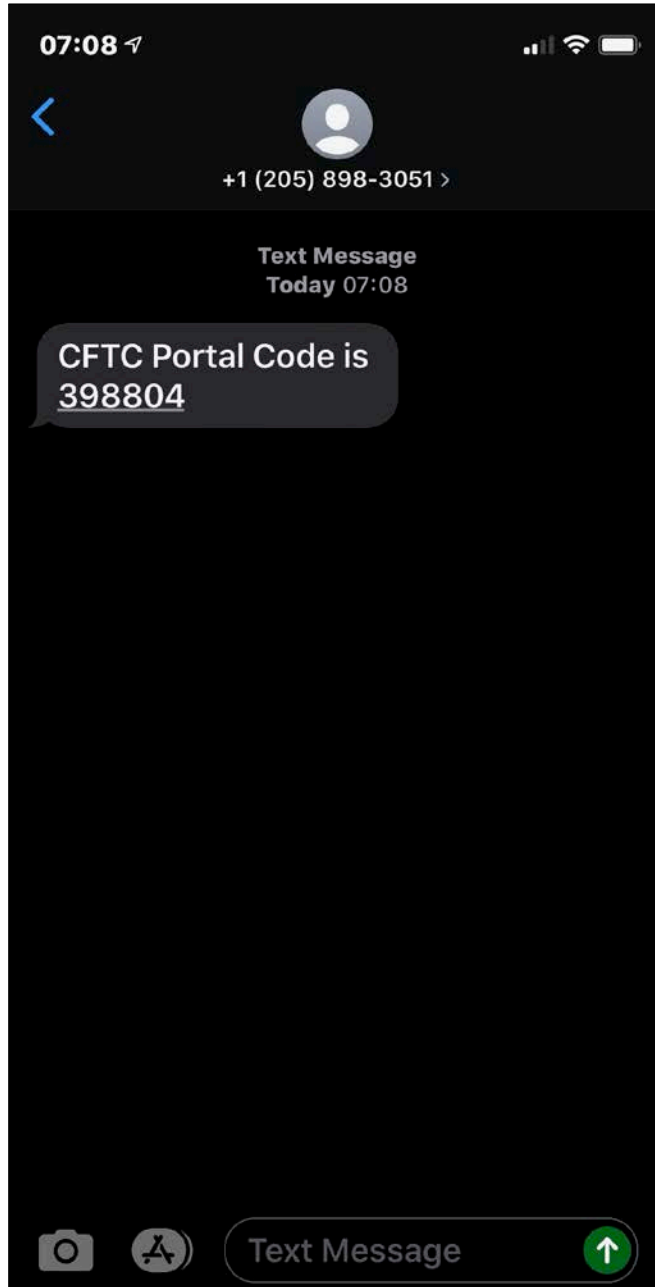 07:08
+1 (205) 898-3051 >
Text Message
Today 07:08
CFTC Portal Code is
398804
Text Message